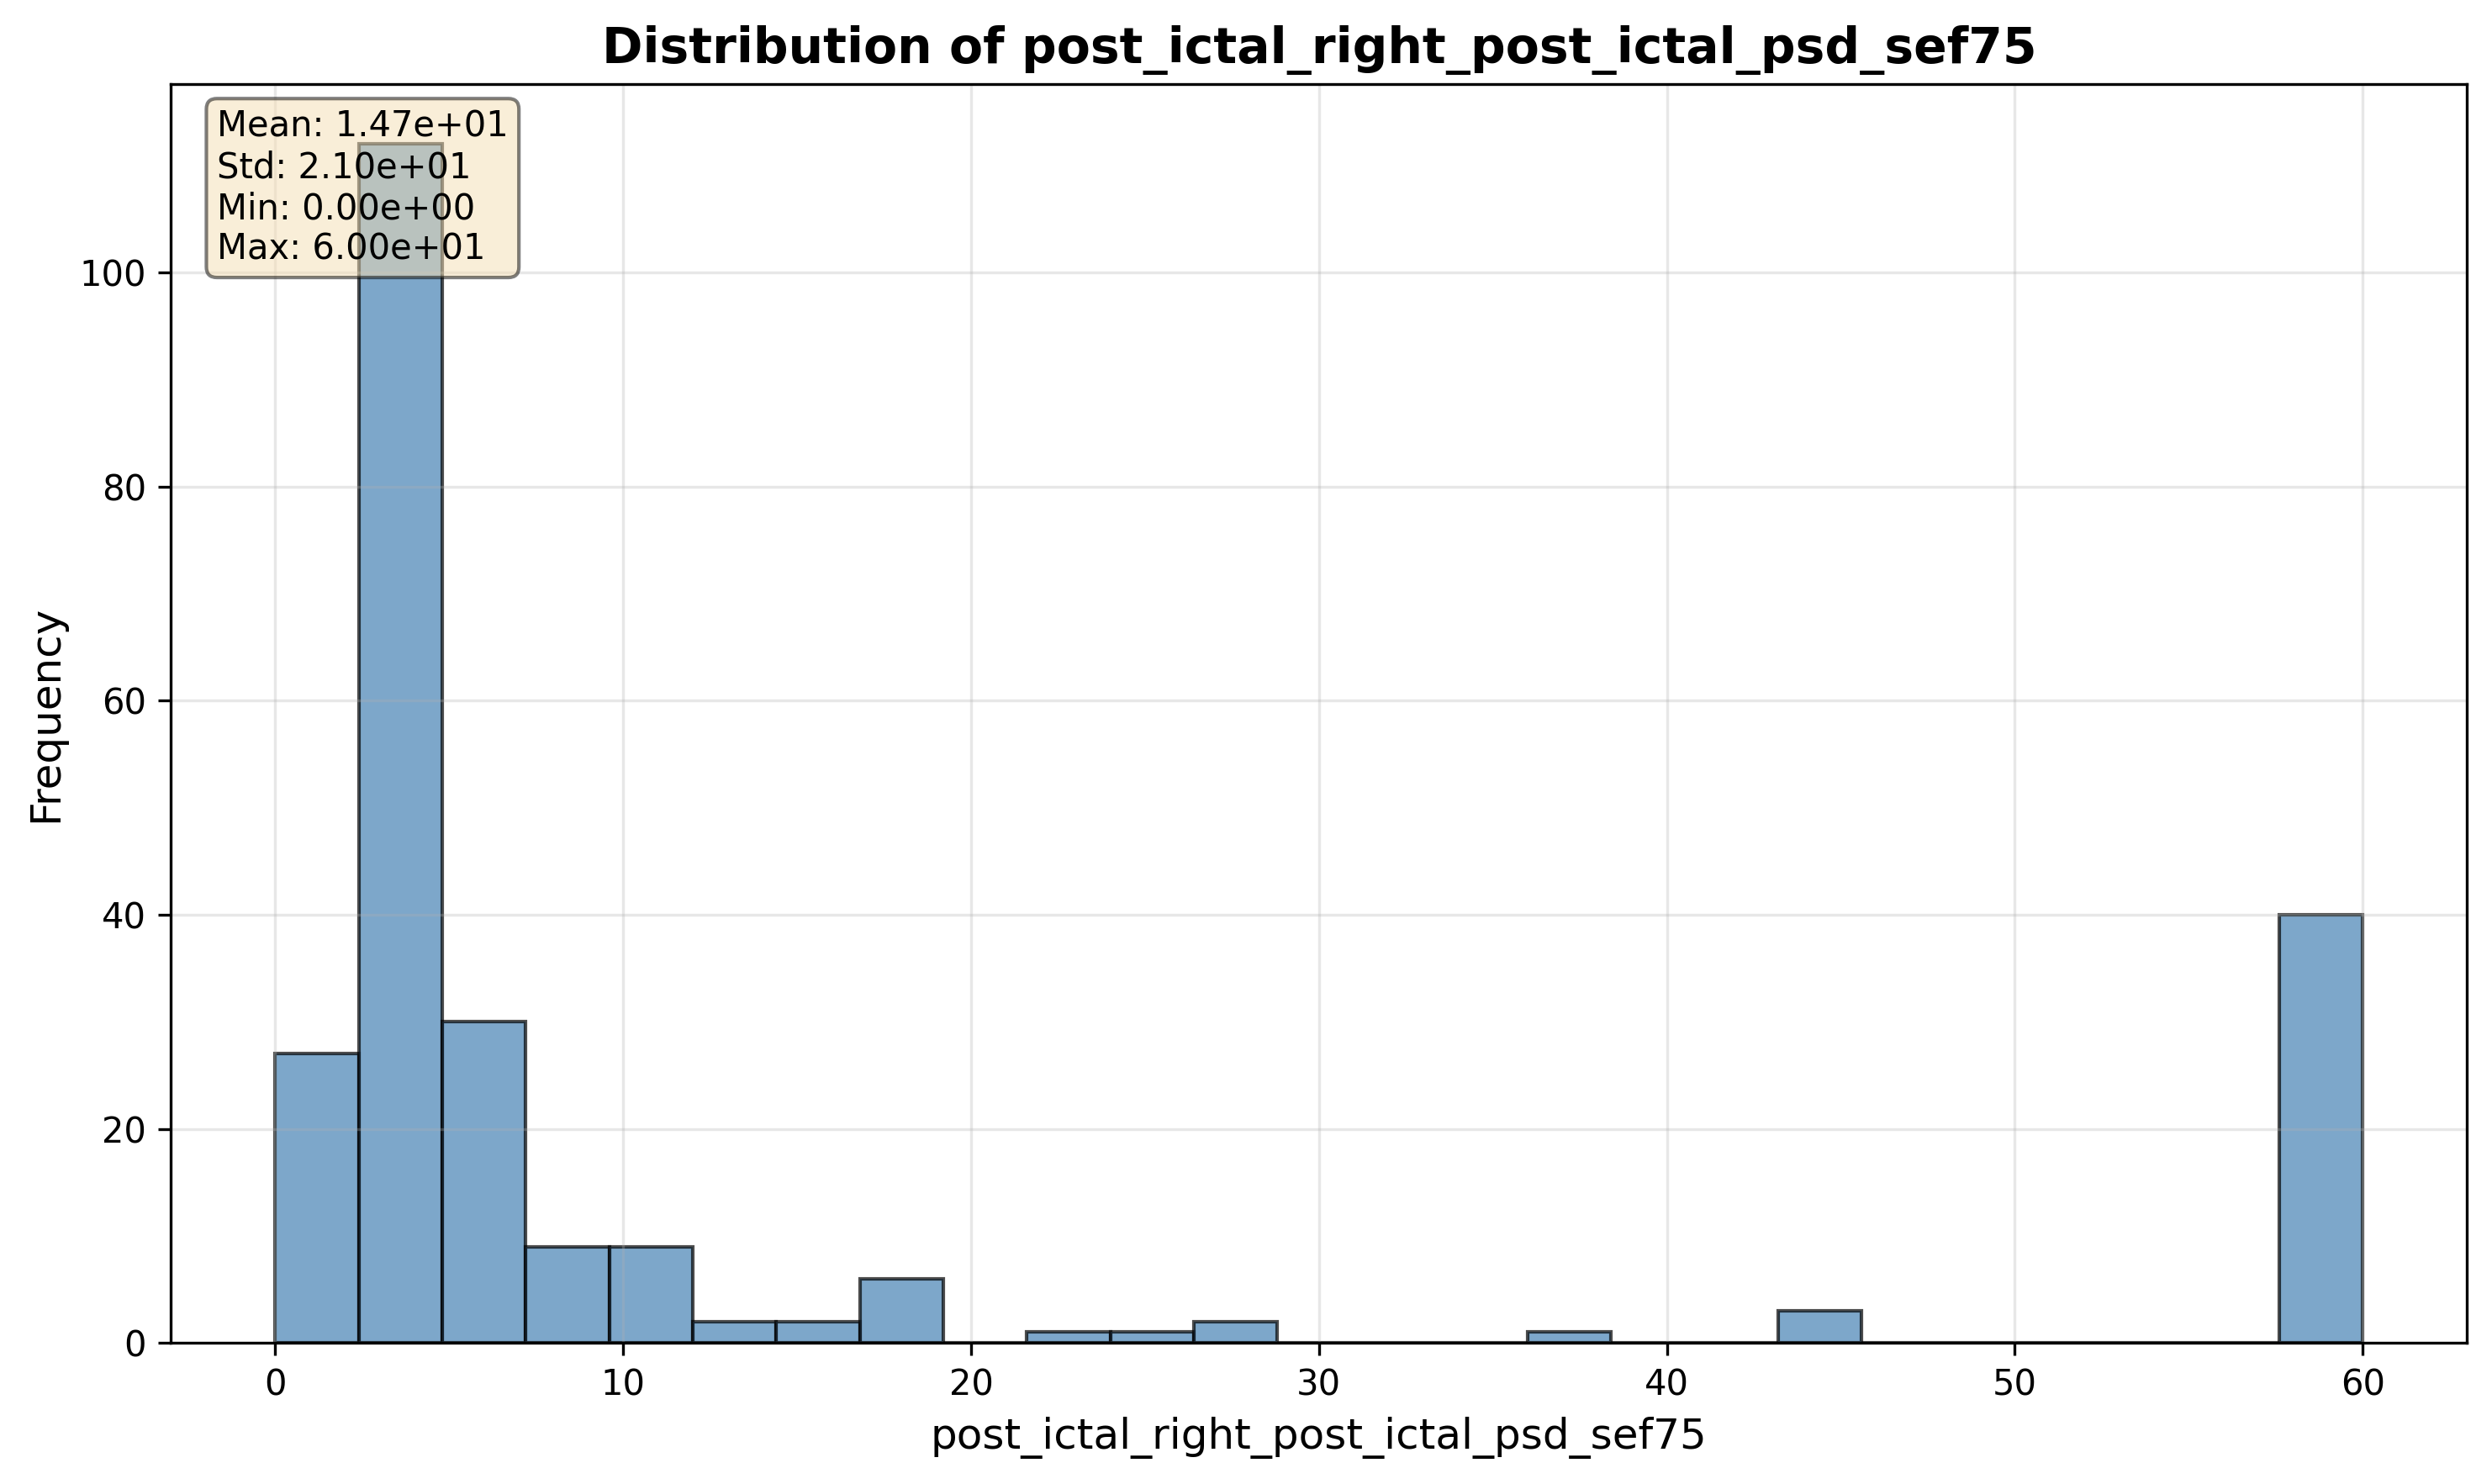 Distribution of post_ictal_right_post_ictal_psd_sef75
Mean: 1.47e+01
Std: 2.10e+01
Min: 0.00e+00
Max: 6.00e+01
100
80
60
40
20
0
Frequency
0 10 20 30 40 50 60
post_ictal_right_post_ictal_psd_sef75